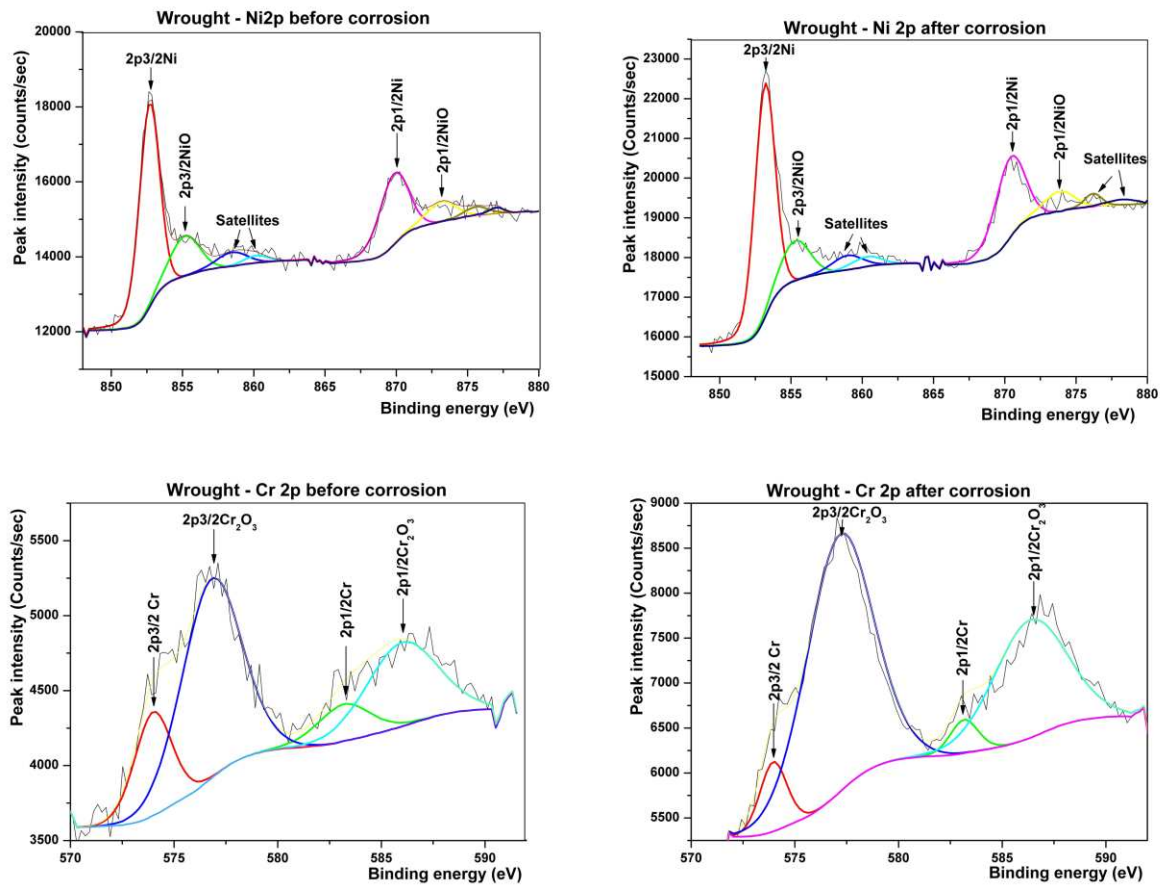 Wrought - Ni2p before corrosion
Peak intensity (counts/sec)
20000
18000
16000
14000
12000
2p3/2Ni
2p3/2NiO
Satellites
2p1/2Ni
2p1/2NiO
850 855 860 865 870 875 880
Binding energy (eV)
Wrought - Ni 2p after corrosion
Peak intensity (Counts/sec)
23000
22000
21000
20000
19000
18000
17000
16000
15000
2p3/2Ni
2p3/2NiO
Satellites
2p1/2Ni
2p1/2NiO
Satellites
850 855 860 865 870 875 880
Binding energy (eV)
Wrought - Cr 2p before corrosion
Peak intensity (Counts/sec)
5500
5000
4500
4000
3500
2p3/2 Cr
2p3/2Cr₂O₃
2p1/2Cr
2p1/2Cr₂O₃
570 575 580 585 590
Binding energy (eV)
Wrought - Cr 2p after corrosion
Peak intensity (Counts/sec)
9000
8500
8000
7500
7000
6500
6000
5500
2p3/2 Cr
2p3/2Cr₂O₃
2p1/2Cr
2p1/2Cr₂O₃
570 575 580 585 590
Binding energy (eV)